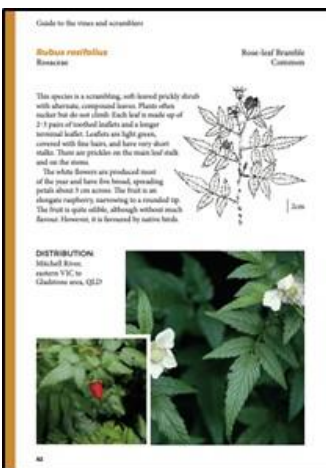 Guide to the vines and scramblers
Rubus rosifolius
Rosaceae
Rose-leaf Bramble
Common
This species is a scrambling, soft-leaved prickly shrub
with alternate, compound leaves. Plants often
sucker but do not climb. Each leaf is made up of
2-3 pairs of toothed leaflets and a longer
terminal leaflet. Leaflets are light green,
covered with fine hairs, and have very short
stalks. There are prickles on the main leaf stalk
and on the stems.
The white flowers are produced most
of the year and have five broad, spreading
petals about 3 cm across. The fruit is an
elongate raspberry, narrowing to a rounded tip.
The fruit is quite edible, although without much
flavour. However, it is favoured by native birds.
2cm
DISTRIBUTION:
Mitchell River,
eastern VIC to
Gladstone area, QLD